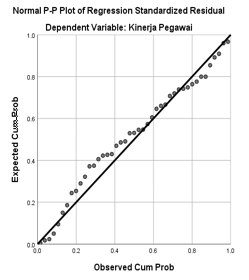 Normal P-P Plot of Regression Standardized Residual
Dependent Variable: Kinerja Pegawai
Expected Cum Prob
1.0
0.8
0.6
0.4
0.2
0.0
0.0 0.2 0.4 0.6 0.8 1.0
Observed Cum Prob